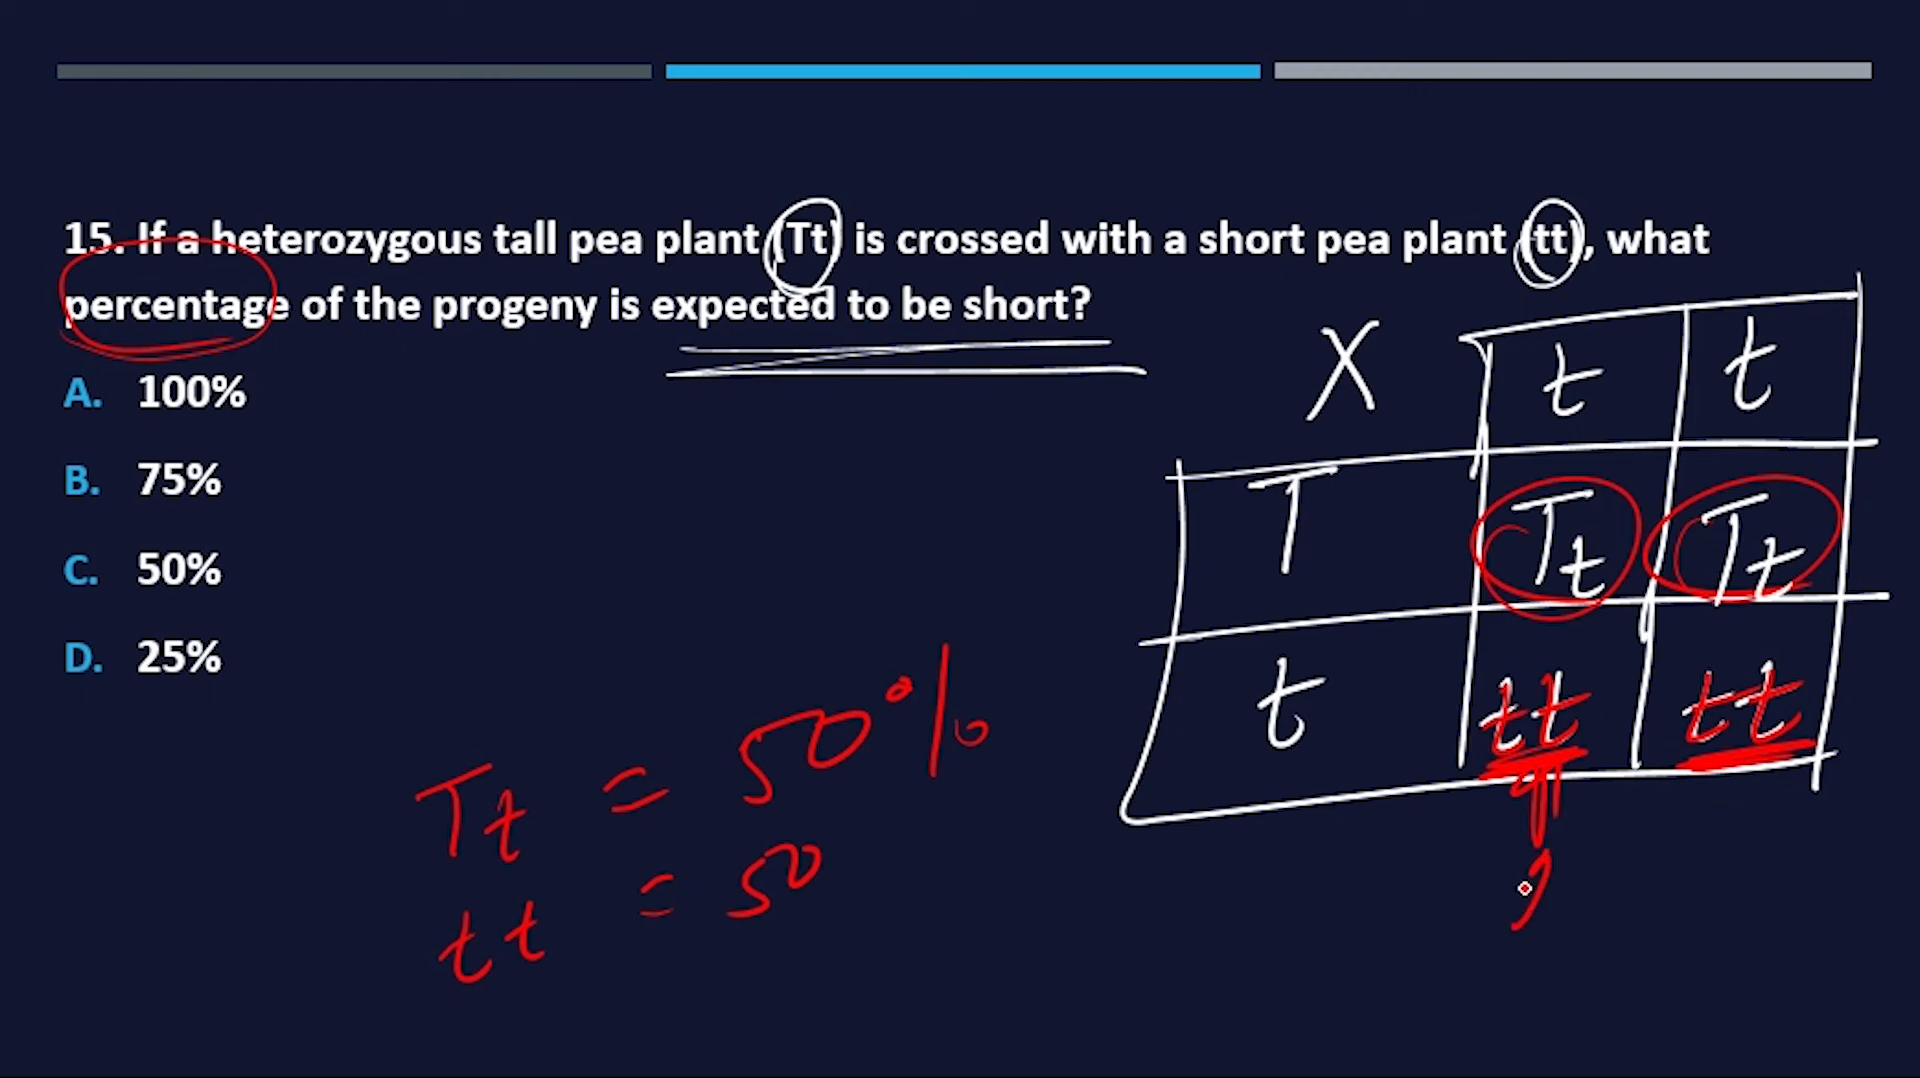 15. If a heterozygous tall pea plant (Tt) is crossed with a short pea plant (tt), what
percentage of the progeny is expected to be short?
A. 100%
B. 75%
C. 50%
D. 25%
X t t
T Tt Tt
t tt tt
Tt = 50%
tt = 50